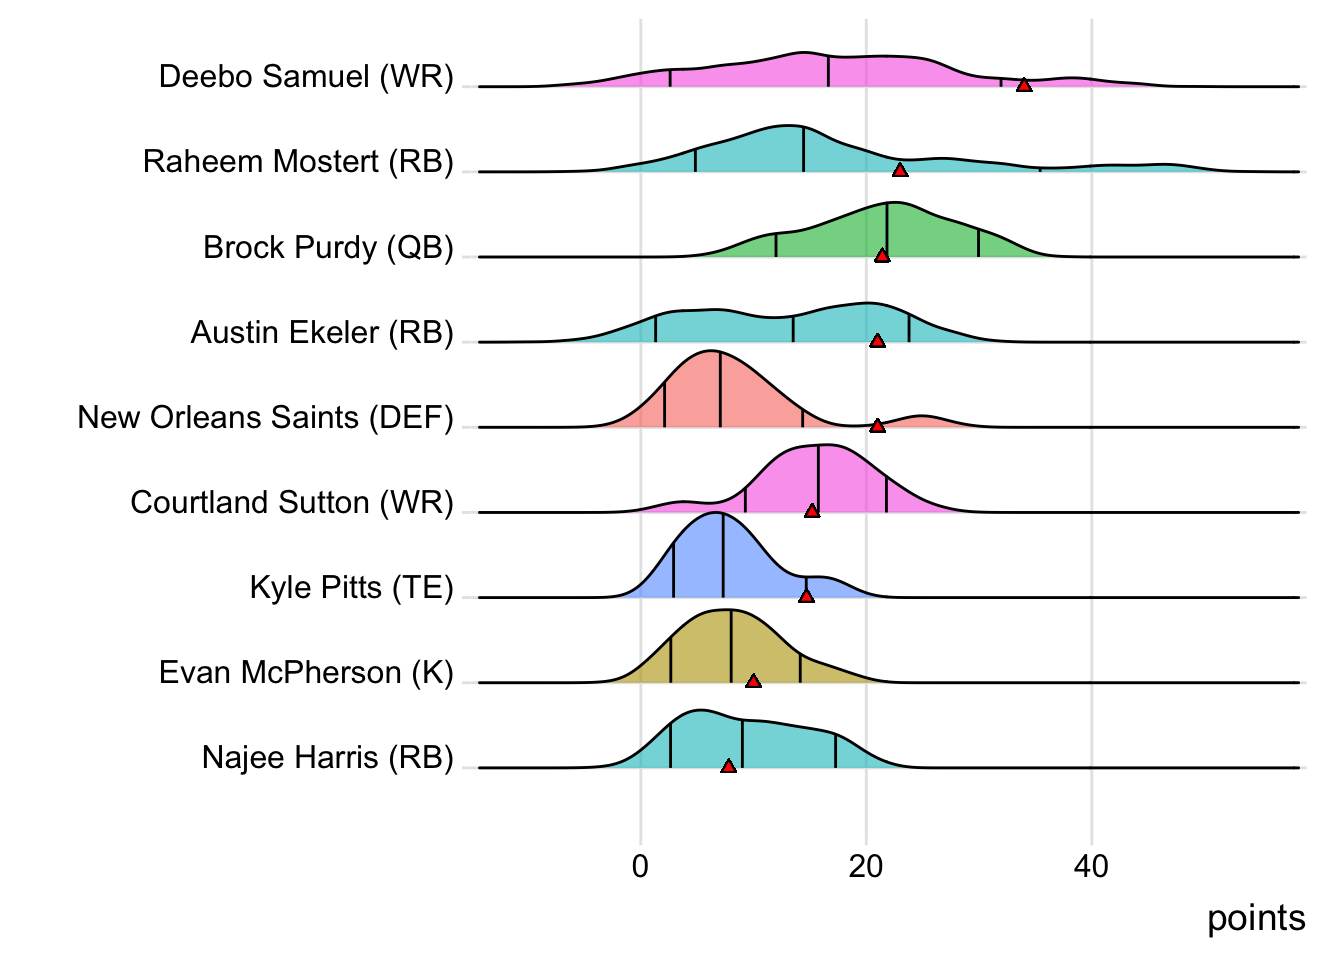 Deebo Samuel (WR)
Raheem Mostert (RB)
Brock Purdy (QB)
Austin Ekeler (RB)
New Orleans Saints (DEF)
Courtland Sutton (WR)
Kyle Pitts (TE)
Evan McPherson (K)
Najee Harris (RB)
0 20 40
points